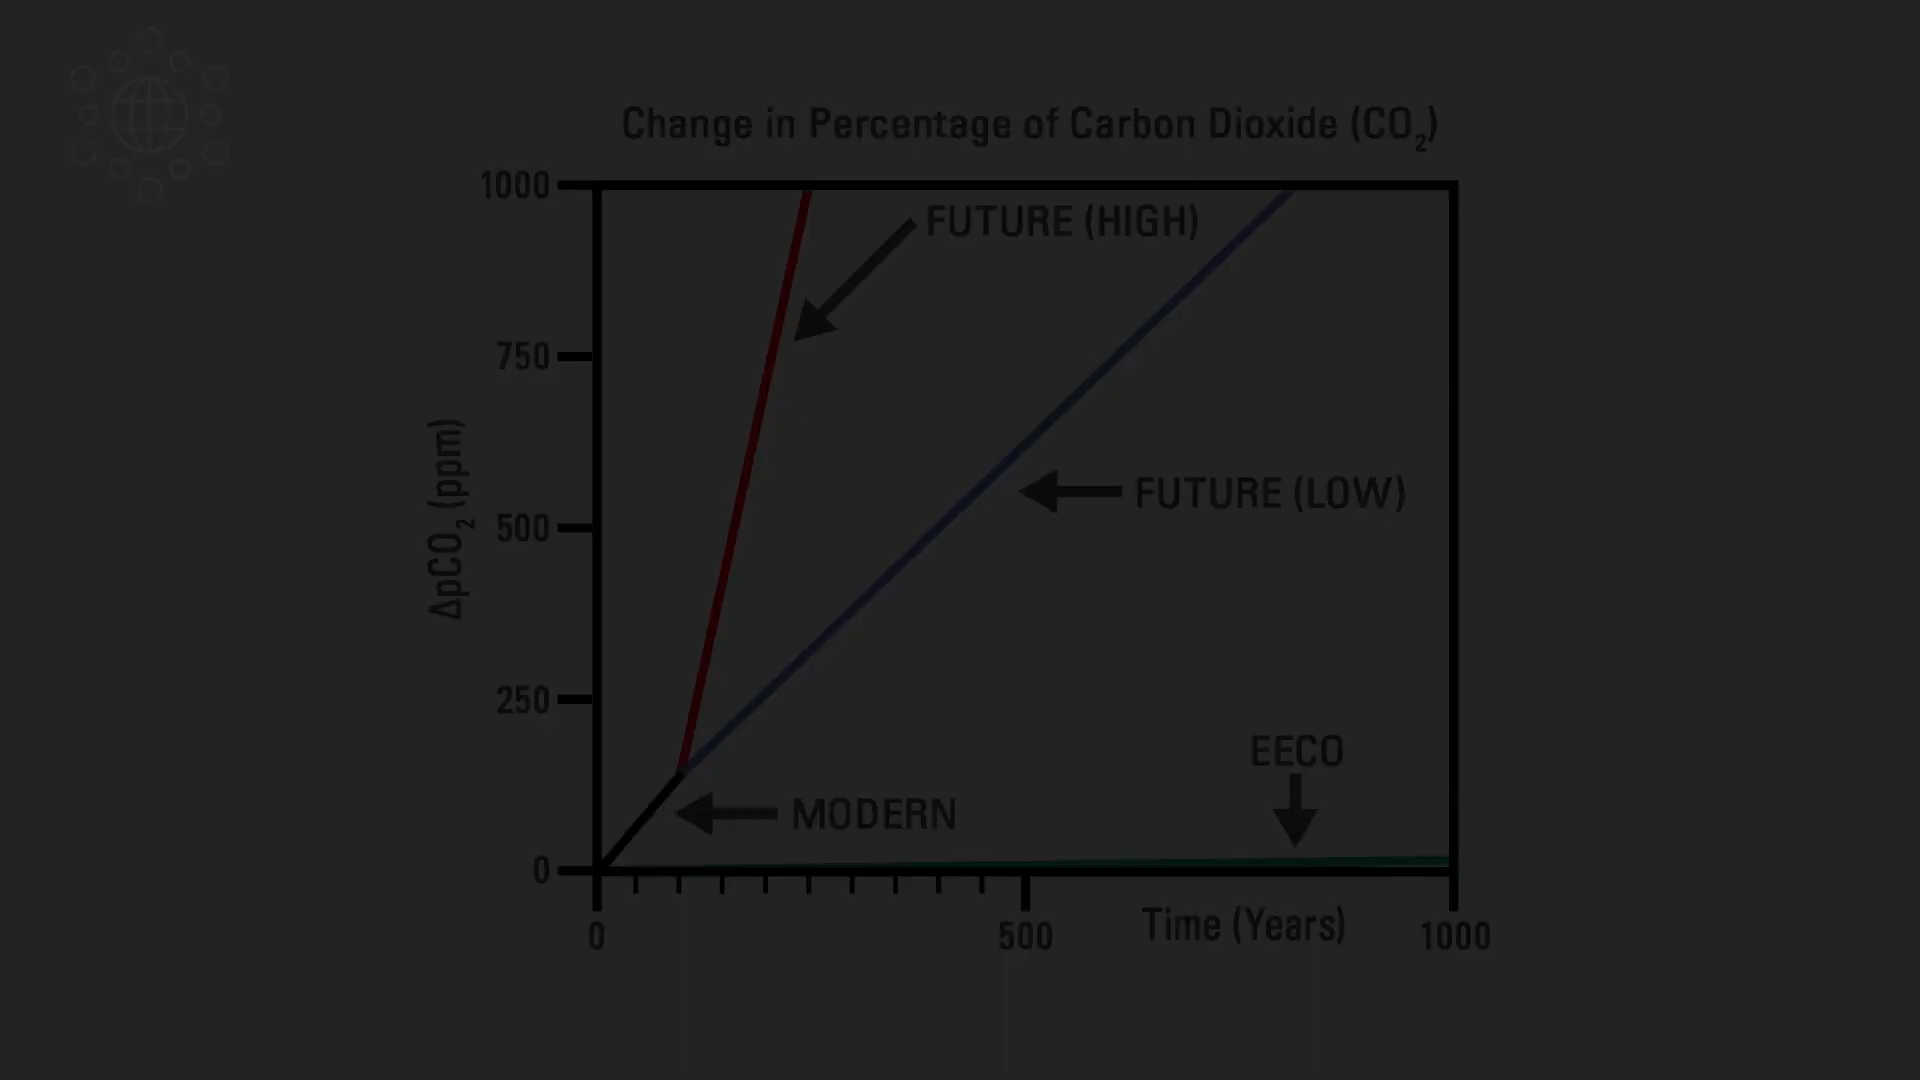 Change in Percentage of Carbon Dioxide (CO₂)
1000
FUTURE (HIGH)
750
ΔpCO₂ (ppm)
500
FUTURE (LOW)
250
EECO
MODERN
0
0
500
Time (Years)
1000